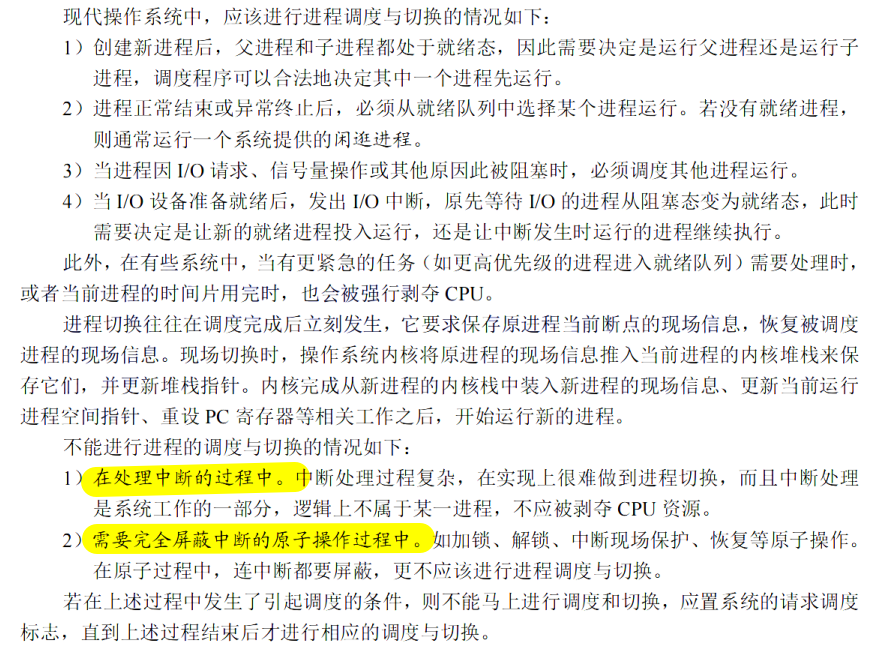 现代操作系统中，应该进行进程调度与切换的情况如下：
1）创建新进程后，父进程和子进程都处于就绪态，因此需要决定是运行父进程还是运行子
进程，调度程序可以合法地决定其中一个进程先运行。
2）进程正常结束或异常终止后，必须从就绪队列中选择某个进程运行。若没有就绪进程，
则通常运行一个系统提供的闲逛进程。
3）当进程因 I/O 请求、信号量操作或其他原因此被阻塞时，必须调度其他进程运行。
4）当 I/O 设备准备就绪后，发出 I/O 中断，原先等待 I/O 的进程从阻塞态变为就绪态，此时
需要决定是让新的就绪进程投入运行，还是让中断发生时运行的进程继续执行。
此外，在有些系统中，当有更紧急的任务（如更高优先级的进程进入就绪队列）需要处理时，
或者当前进程的时间片用完时，也会被强行剥夺 CPU。
进程切换往往在调度完成后立刻发生，它要求保存原进程当前断点的现场信息，恢复被调度
进程的现场信息。现场切换时，操作系统内核将原进程的现场信息推入当前进程的内核堆栈来保
存它们，并更新堆栈指针。内核完成从新进程的内核栈中装入新进程的现场信息、更新当前运行
进程空间指针、重设 PC 寄存器等相关工作之后，开始运行新的进程。
不能进行进程的调度与切换的情况如下：
1）在处理中断的过程中。中断处理过程复杂，在实现上很难做到进程切换，而且中断处理
是系统工作的一部分，逻辑上不属于某一进程，不应被剥夺 CPU 资源。
2）需要完全屏蔽中断的原子操作过程中。如加锁、解锁、中断现场保护、恢复等原子操作。
在原子过程中，连中断都要屏蔽，更不应该进行进程调度与切换。
若在上述过程中发生了引起调度的条件，则不能马上进行调度和切换，应置系统的请求调度
标志，直到上述过程结束后才进行相应的调度与切换。